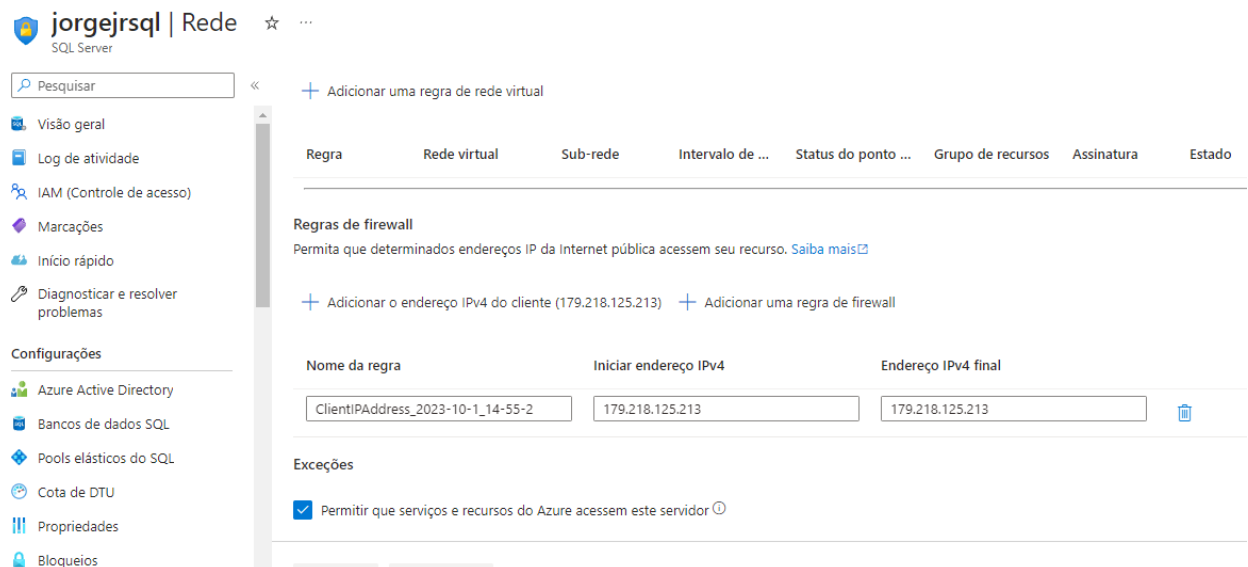 jorgejrsql | Rede
SQL Server
Pesquisar
Visão geral
Log de atividade
IAM (Controle de acesso)
Marcações
Início rápido
Diagnosticar e resolver
problemas
Configurações
Azure Active Directory
Bancos de dados SQL
Pools elásticos do SQL
Cota de DTU
Propriedades
Bloqueios
Adicionar uma regra de rede virtual
Regra Rede virtual Sub-rede Intervalo de ... Status do ponto ... Grupo de recursos Assinatura Estado
Regras de firewall
Permita que determinados endereços IP da Internet pública acessem seu recurso. Saiba mais
Adicionar o endereço IPv4 do cliente (179.218.125.213) Adicionar uma regra de firewall
Nome da regra Iniciar endereço IPv4 Endereço IPv4 final
ClientIPAddress_2023-10-1_14-55-2 179.218.125.213 179.218.125.213
Exceções
Permitir que serviços e recursos do Azure acessem este servidor